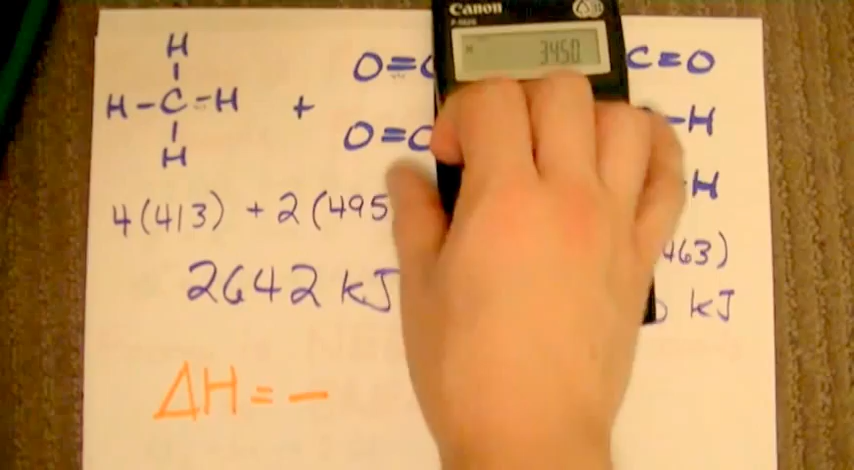 Canon
3450
H
O=
C=O
H-C-H +
-H
O=
H
-H
4(413) + 2(495
463)
2642 kJ
kJ
ΔH = -